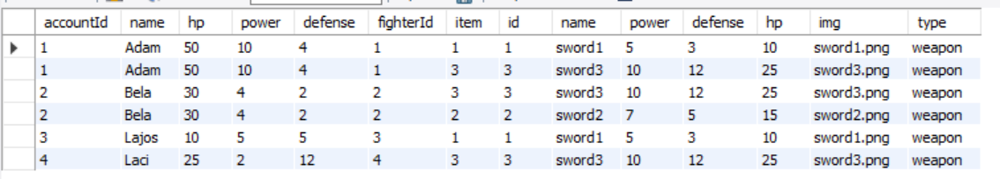 accountId name hp power defense fighterId item id name power defense hp img type
1 Adam 50 10 4 1 1 1 sword1 5 3 10 sword1.png weapon
1 Adam 50 10 4 1 3 3 sword3 10 12 25 sword3.png weapon
2 Bela 30 4 2 2 3 3 sword3 10 12 25 sword3.png weapon
2 Bela 30 4 2 2 2 2 sword2 7 5 15 sword2.png weapon
3 Lajos 10 5 5 3 1 1 sword1 5 3 10 sword1.png weapon
4 Laci 25 2 12 4 3 3 sword3 10 12 25 sword3.png weapon